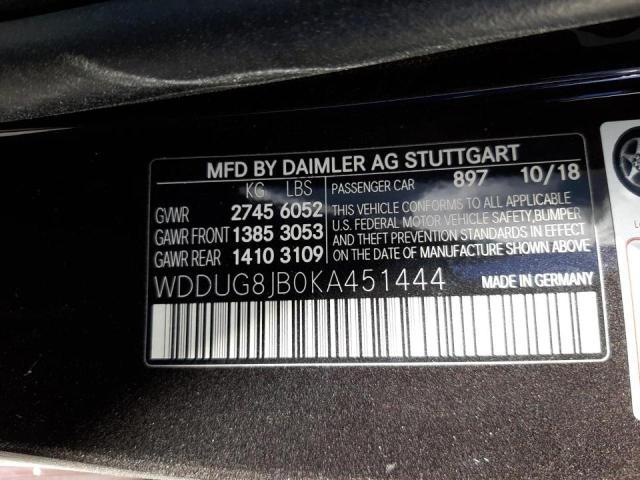 MFD BY DAIMLER AG STUTTGART
KG LBS PASSENGER CAR 897 10/18
GVWR 2745 6052
GAWR FRONT 1385 3053
GAWR REAR 1410 3109
THIS VEHICLE CONFORMS TO ALL APPLICABLE
U.S. FEDERAL MOTOR VEHICLE SAFETY,BUMPER
AND THEFT PREVENTION STANDARDS IN EFFECT
ON THE DATE OF MANUFACTURE SHOWN ABOVE.
WDDUG8JB0KA451444 MADE IN GERMANY